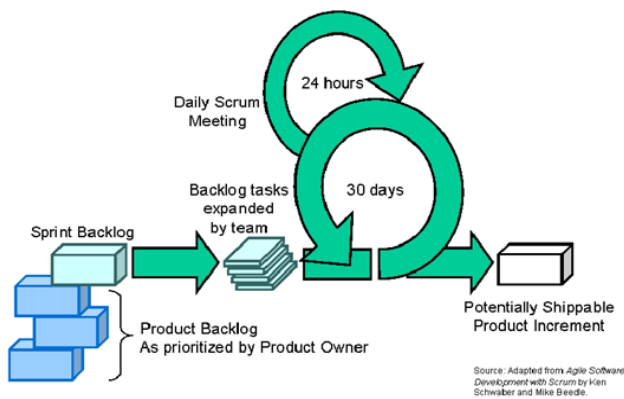 24 hours
Daily Scrum
Meeting
Backlog tasks
expanded
by team
30 days
Sprint Backlog
Potentially Shippable
Product Increment
Product Backlog
As prioritized by Product Owner
Source: Adapted from Agile Software
Development with Scrum by Ken
Schwaber and Mike Beedle.